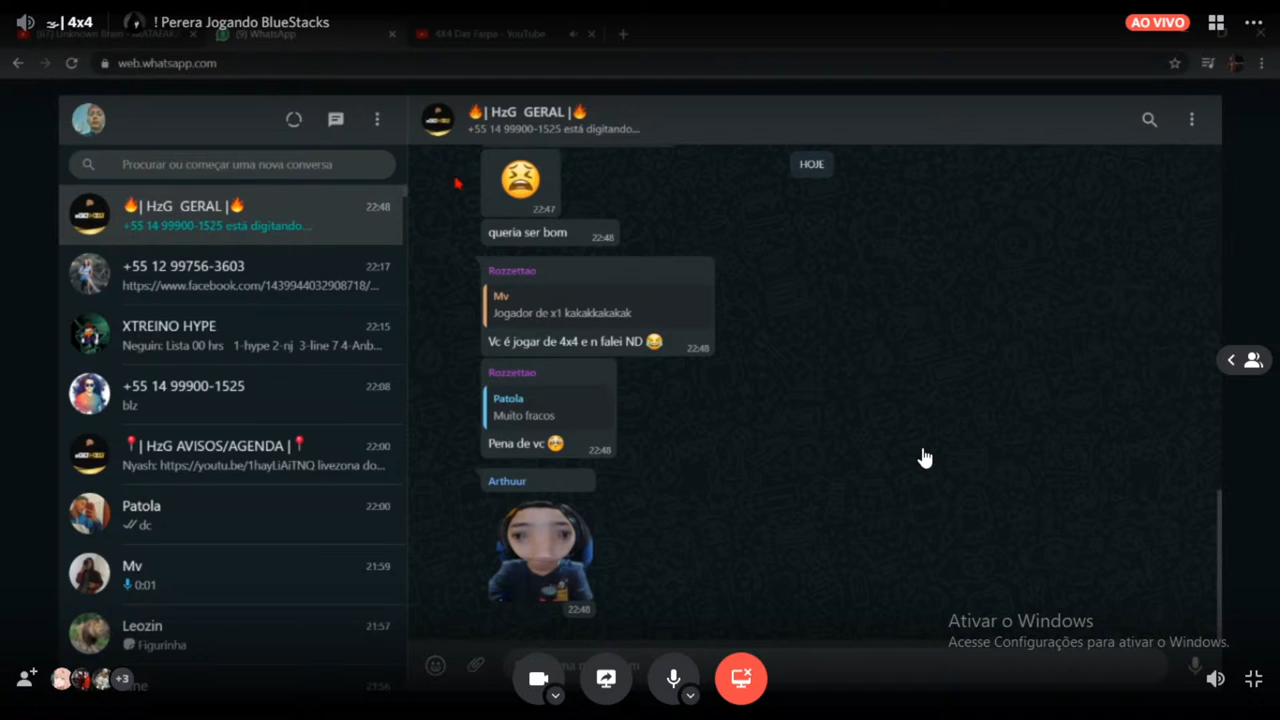 | 4x4
! Perera Jogando BlueStacks
AO VIVO
(9) WhatsApp
4X4 Das Farpa - YouTube
web.whatsapp.com
🔥| HzG GERAL |🔥
+55 14 99900-1525 está digitando...
Procurar ou começar uma nova conversa
🔥| HzG GERAL |🔥 22:48
+55 14 99900-1525 está digitando...
+55 12 99756-3603 22:17
https://www.facebook.com/1439944032908718/...
XTREINO HYPE 22:15
Neguin: Lista 00 hrs 1-hype 2-nj 3-line 7 4-Anb...
+55 14 99900-1525 22:08
blz
📍| HzG AVISOS/AGENDA |📍 22:00
Nyash: https://youtu.be/1hayLiAiTNQ livezona do...
Patola 22:00
dc
Mv 21:59
0:01
Leozin 21:57
Figurinha
21:56
HOJE
😫
22:47
queria ser bom 22:48
Rozzettao
Mv
Jogador de x1 kakakkakakak
Vc é jogar de 4x4 e n falei ND 😂 22:48
Rozzettao
Patola
Muito fracos
Pena de vc 🥺 22:48
Arthuur
22:48
Ativar o Windows
Acesse Configurações para ativar o Windows.
+3